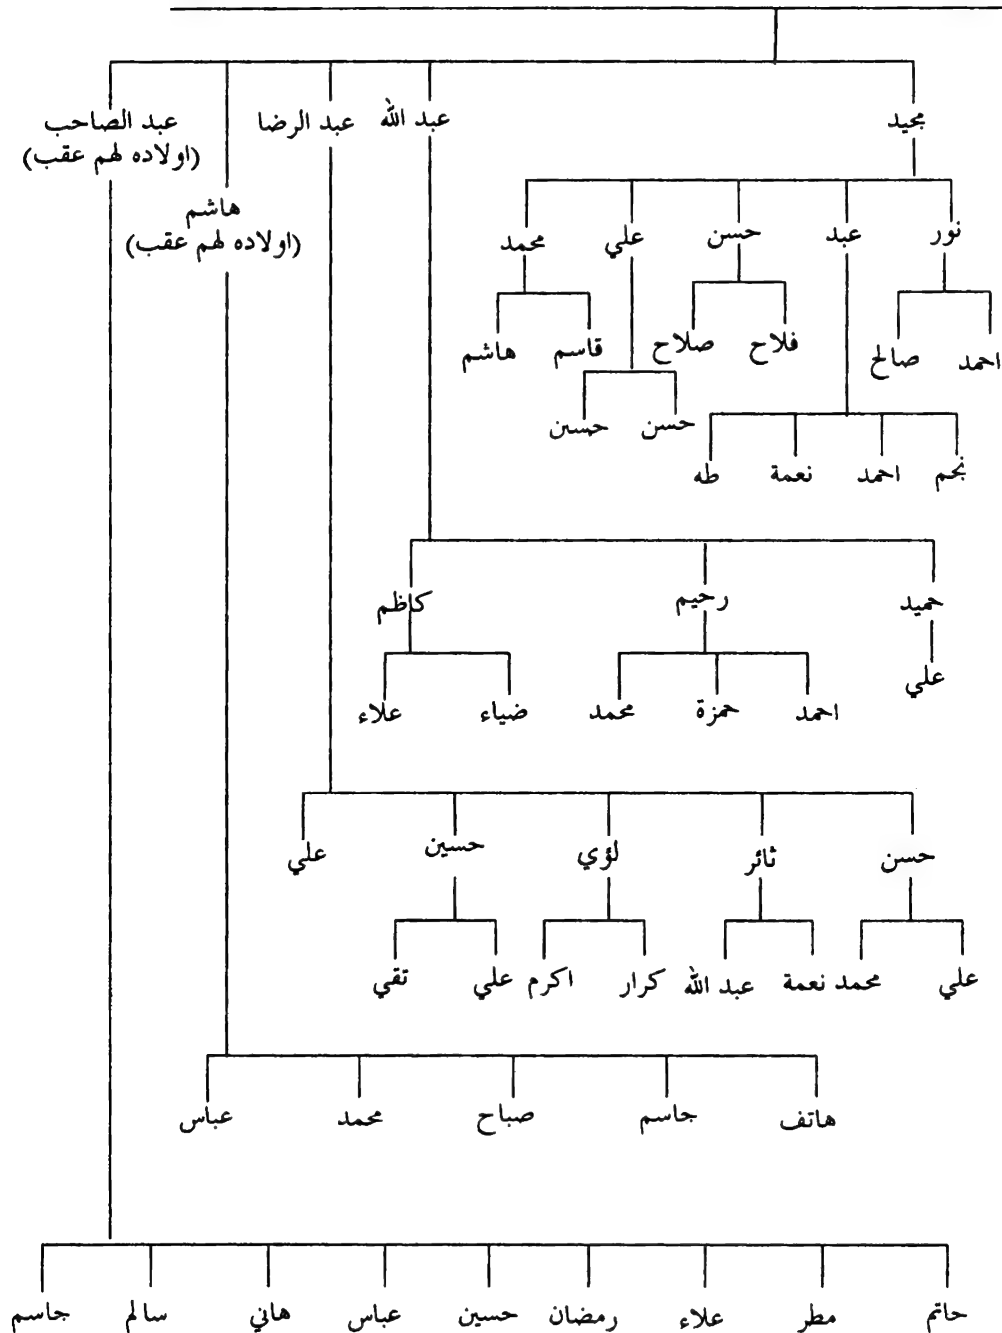 مجيد عبد الله عبد الرضا عبد الصاحب
(اولاده لهم عقب)
هاشم
(اولاده لهم عقب)
نور عبد حسن علي محمد
احمد صالح فلاح صلاح قاسم هاشم
حسن حسين
نجم احمد نعمة طه
حميد رحيم كاظم
علي
احمد حمزة محمد ضياء علاء
حسن ثائر لؤي حسين علي
علي محمد نعمة عبد الله كرار اكرم علي تقي
هاتف جاسم صباح محمد عباس
حاتم مطر علاء رمضان حسين عباس هاني سالم جاسم